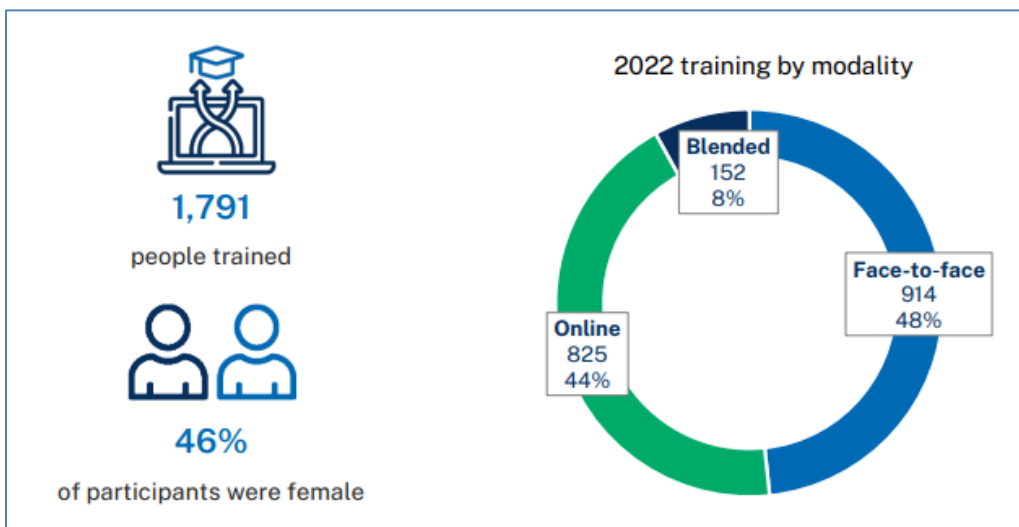 1,791
people trained
46%
of participants were female
2022 training by modality
Blended
152
8%
Face-to-face
914
48%
Online
825
44%